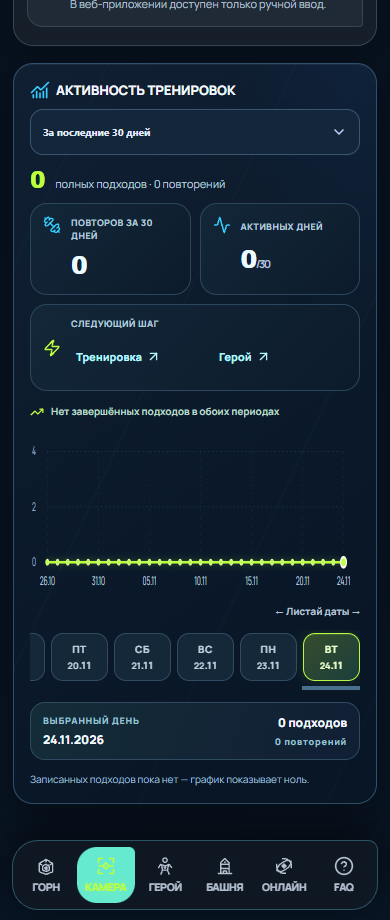 В веб-приложении доступен только ручной ввод.
АКТИВНОСТЬ ТРЕНИРОВОК
За последние 30 дней
0 полных подходов · 0 повторений
ПОВТОРОВ ЗА 30
ДНЕЙ
0
АКТИВНЫХ ДНЕЙ
0/30
СЛЕДУЮЩИЙ ШАГ
Тренировка ↗ Герой ↗
Нет завершённых подходов в обоих периодах
4
2
0
26.10 31.10 05.11 10.11 15.11 20.11 24.11
← Листай даты →
ПТ СБ ВС ПН ВТ
20.11 21.11 22.11 23.11 24.11
ВЫБРАННЫЙ ДЕНЬ
24.11.2026
0 подходов
0 повторений
Записанных подходов пока нет — график показывает ноль.
ГОРН КАМЕРА ГЕРОЙ БАШНЯ ОНЛАЙН FAQ